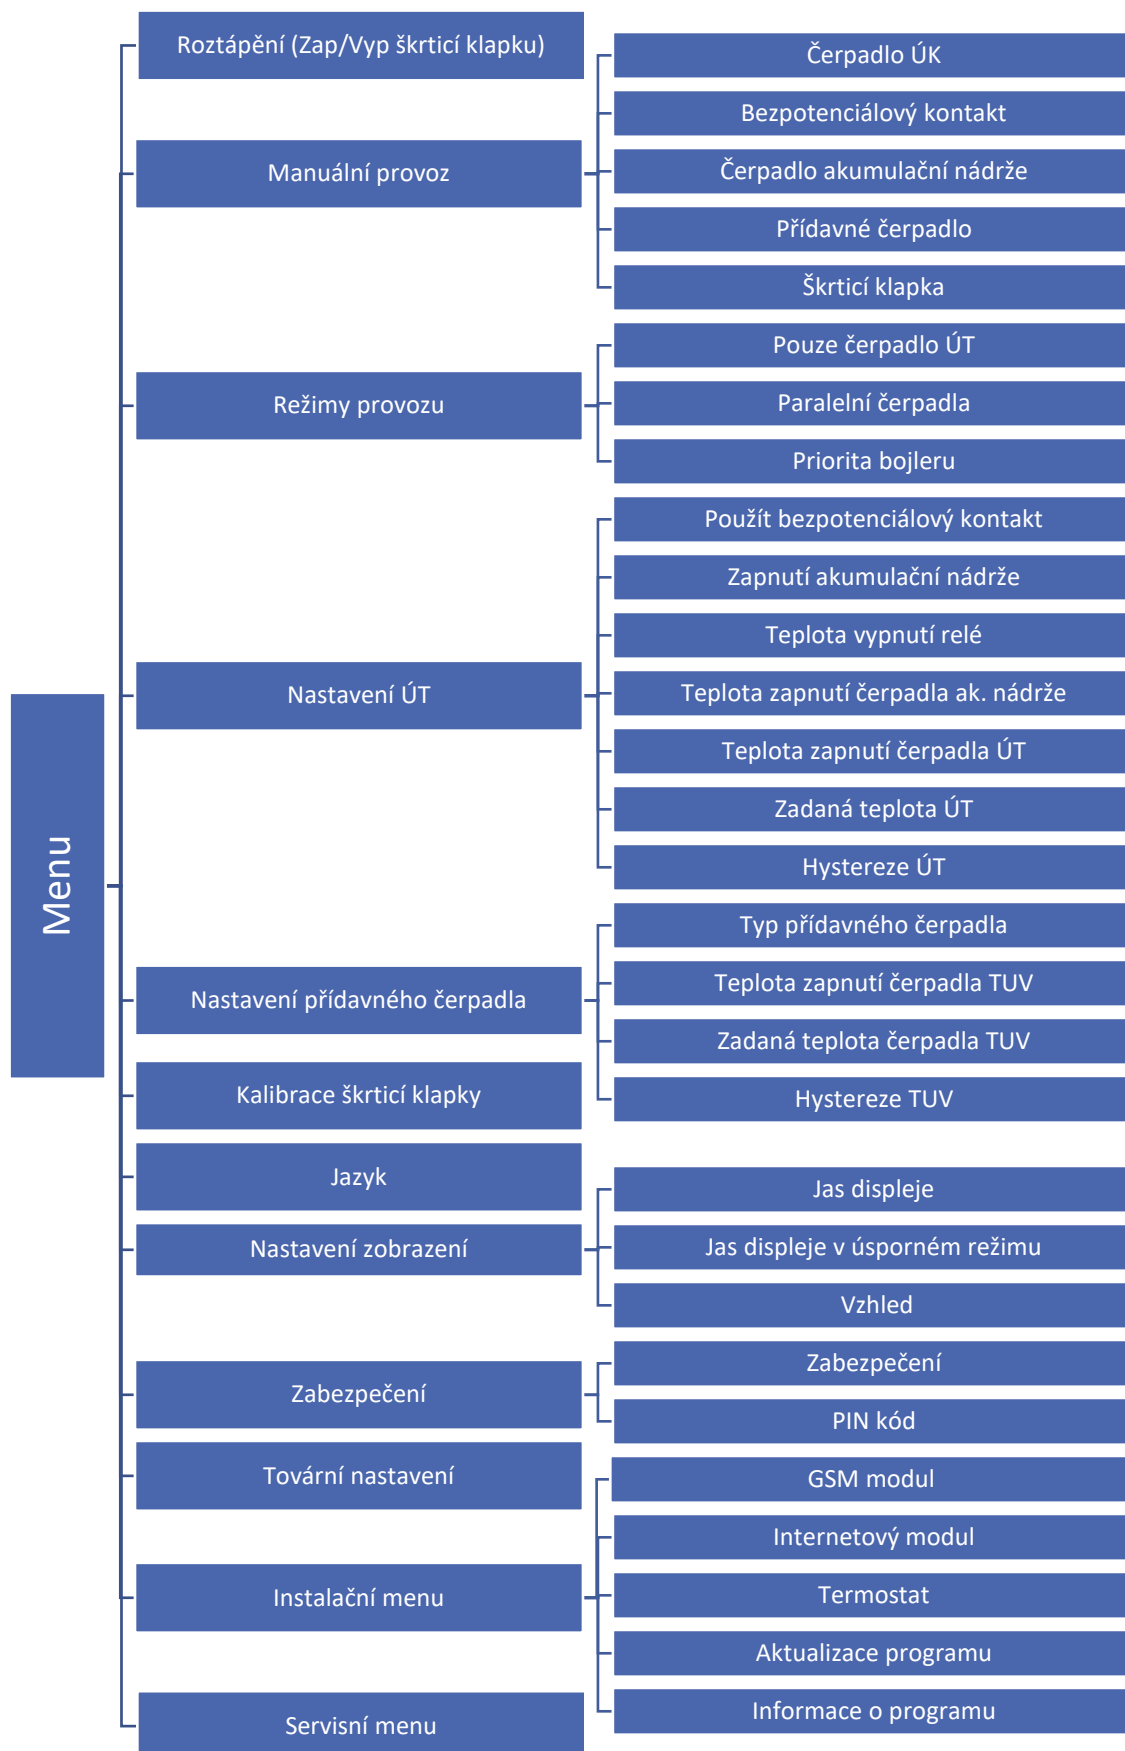 Menu
Roztápění (Zap/Vyp škrticí klapku)
Manuální provoz
Čerpadlo ÚK
Bezpotenciálový kontakt
Čerpadlo akumulační nádrže
Přídavné čerpadlo
Škrticí klapka
Režimy provozu
Pouze čerpadlo ÚT
Paralelní čerpadla
Priorita bojleru
Nastavení ÚT
Použít bezpotenciálový kontakt
Zapnutí akumulační nádrže
Teplota vypnutí relé
Teplota zapnutí čerpadla ak. nádrže
Teplota zapnutí čerpadla ÚT
Zadaná teplota ÚT
Hystereze ÚT
Nastavení přídavného čerpadla
Typ přídavného čerpadla
Teplota zapnutí čerpadla TUV
Zadaná teplota čerpadla TUV
Hystereze TUV
Kalibrace škrticí klapky
Jazyk
Nastavení zobrazení
Jas displeje
Jas displeje v úsporném režimu
Vzhled
Zabezpečení
Zabezpečení
PIN kód
Tovární nastavení
Instalační menu
GSM modul
Internetový modul
Termostat
Aktualizace programu
Informace o programu
Servisní menu